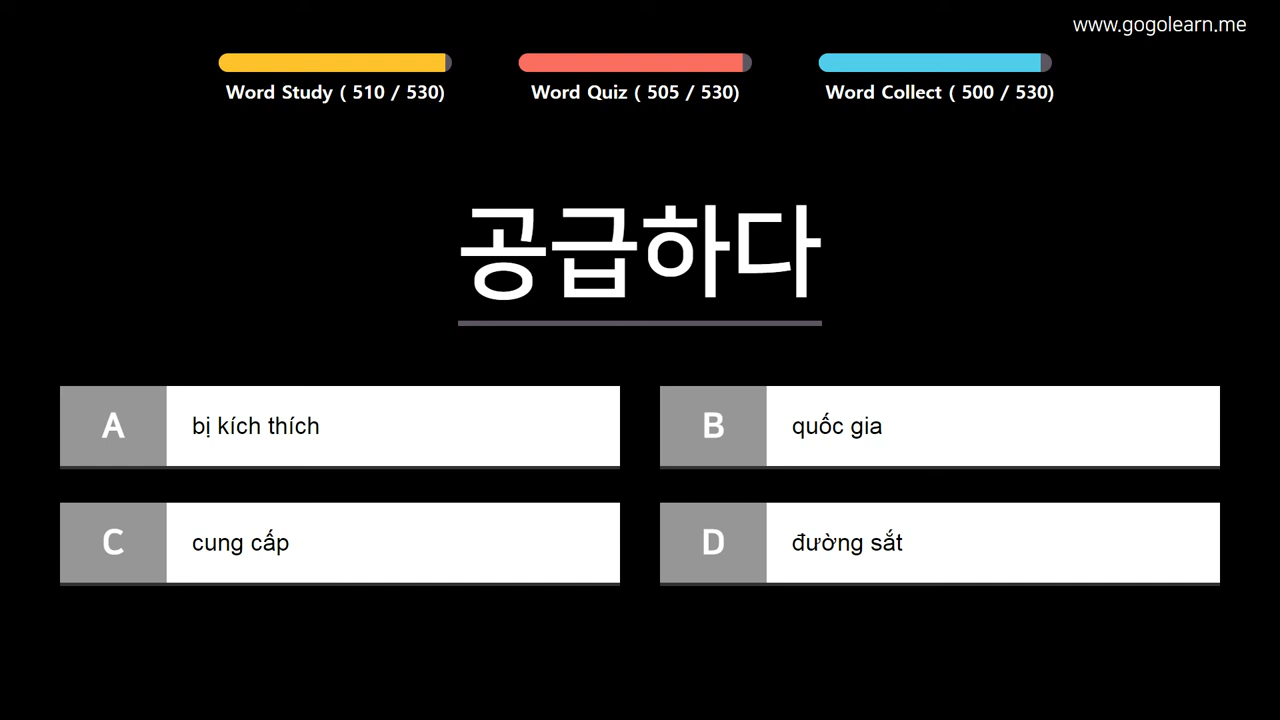 www.gogolearn.me
Word Study ( 510 / 530)
Word Quiz ( 505 / 530)
Word Collect ( 500 / 530)
공급하다
A bị kích thích
B quốc gia
C cung cấp
D đường sắt